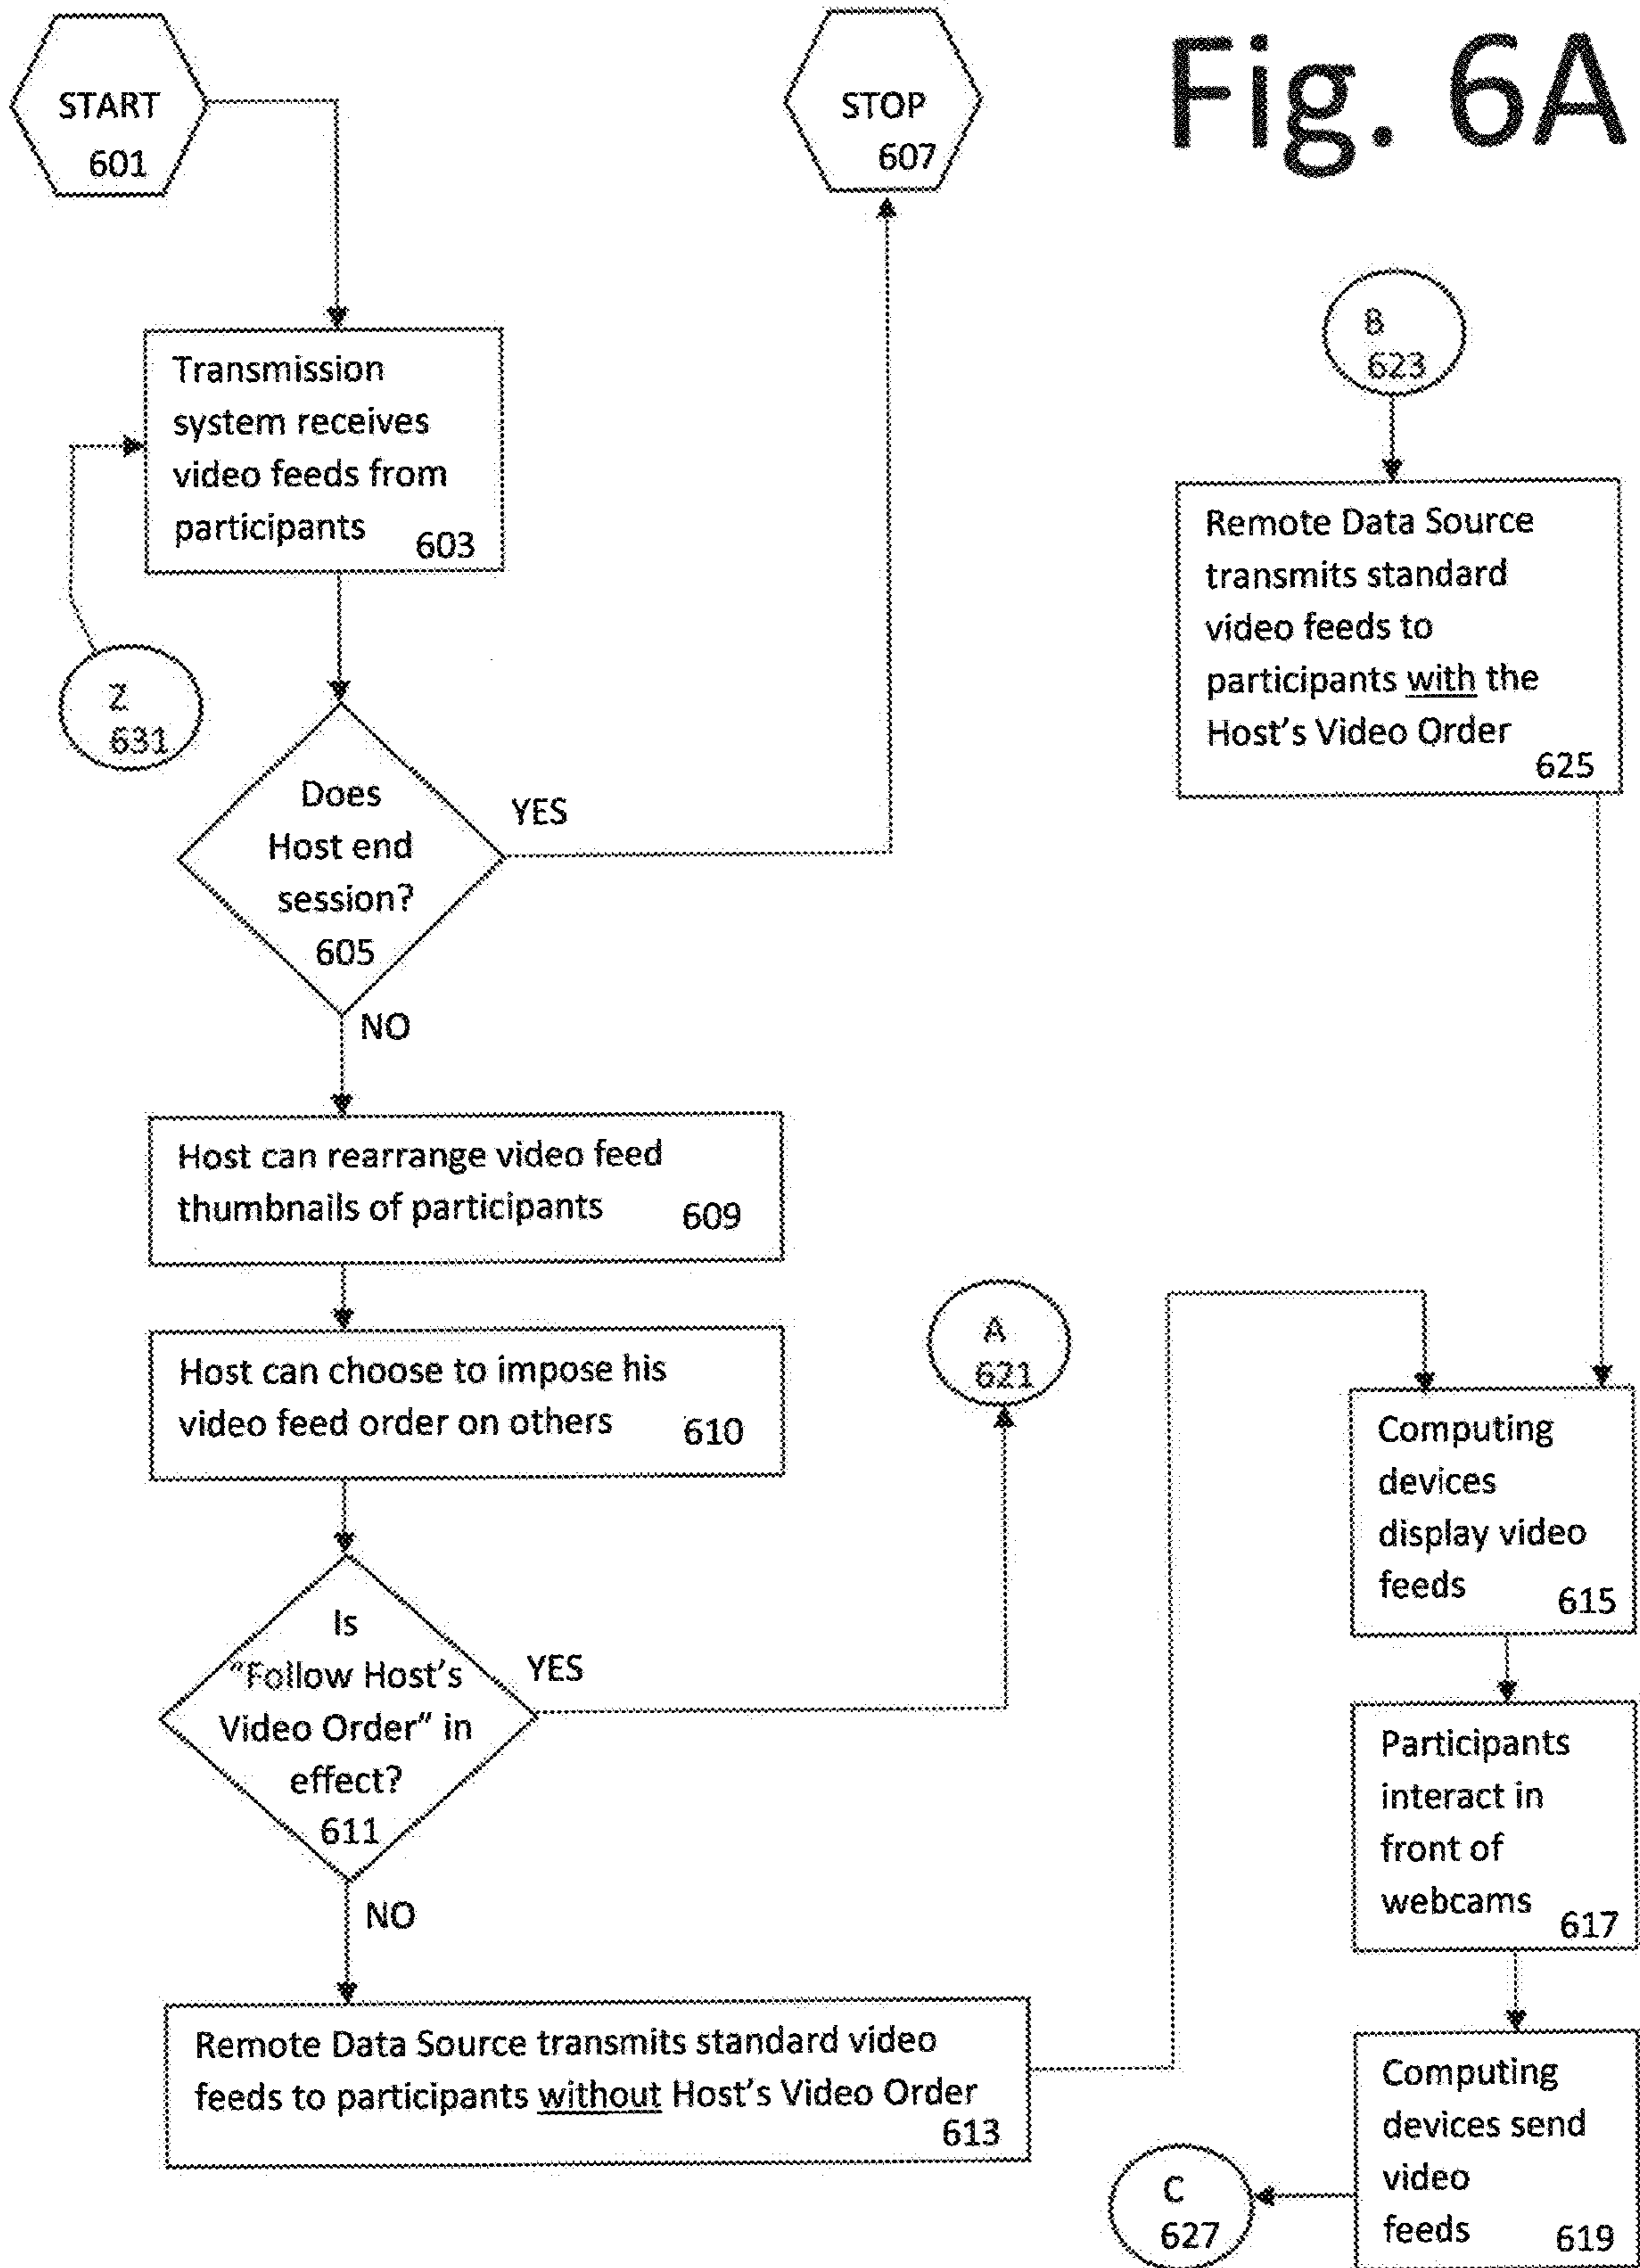 Fig. 6A
START
601
STOP
607
Transmission
system receives
video feeds from
participants
603
Z
631
Does
Host end
session?
605
YES
NO
Host can rearrange video feed
thumbnails of participants
609
Host can choose to impose his
video feed order on others
610
Is
"Follow Host's
Video Order" in
effect?
611
YES
NO
Remote Data Source transmits standard video
feeds to participants without Host's Video Order
613
A
621
B
623
Remote Data Source
transmits standard
video feeds to
participants with the
Host's Video Order
625
Computing
devices
display video
feeds
615
Participants
interact in
front of
webcams
617
Computing
devices send
video
feeds
619
C
627